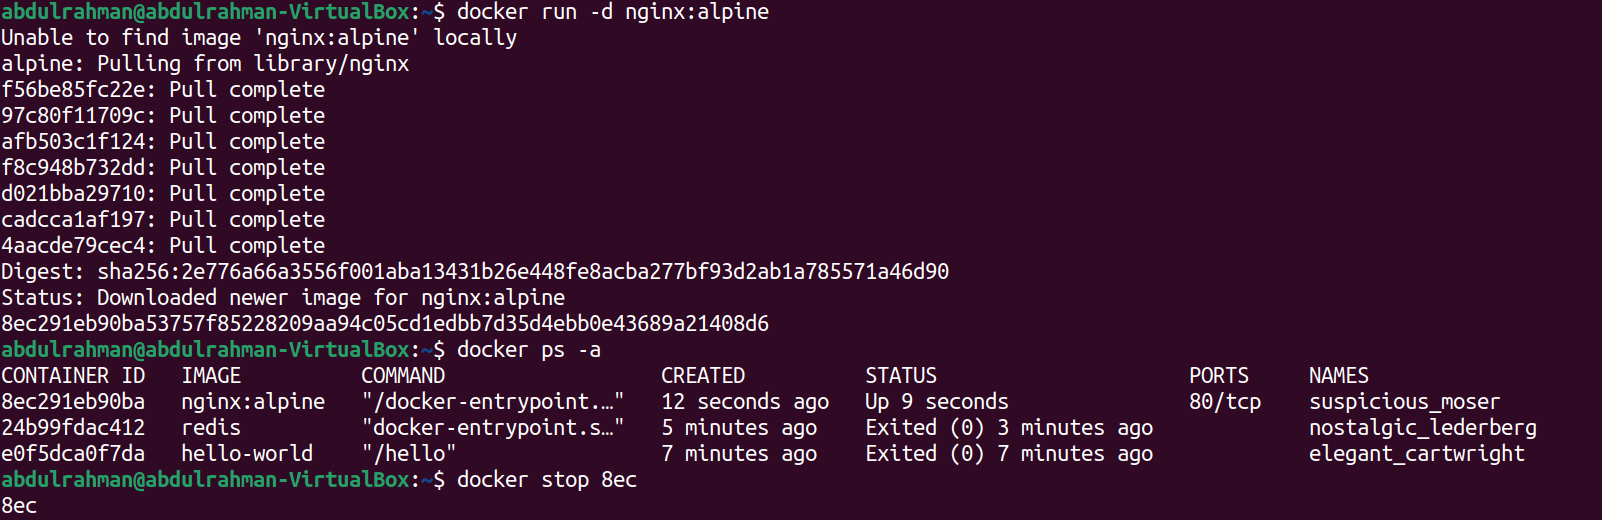 abdulrahman@abdulrahman-VirtualBox:~$ docker run -d nginx:alpine
Unable to find image 'nginx:alpine' locally
alpine: Pulling from library/nginx
f56be85fc22e: Pull complete
97c80f11709c: Pull complete
afb503c1f124: Pull complete
f8c948b732dd: Pull complete
d021bba29710: Pull complete
cadcca1af197: Pull complete
4aacde79cec4: Pull complete
Digest: sha256:2e776a66a3556f001aba13431b26e448fe8acba277bf93d2ab1a785571a46d90
Status: Downloaded newer image for nginx:alpine
8ec291eb90ba53757f85228209aa94c05cd1edbb7d35d4ebb0e43689a21408d6
abdulrahman@abdulrahman-VirtualBox:~$ docker ps -a
CONTAINER ID   IMAGE          COMMAND                  CREATED          STATUS                     PORTS     NAMES
8ec291eb90ba   nginx:alpine   "/docker-entrypoint.…"   12 seconds ago   Up 9 seconds               80/tcp    suspicious_moser
24b99fdac412   redis          "docker-entrypoint.s…"   5 minutes ago    Exited (0) 3 minutes ago             nostalgic_lederberg
e0f5dca0f7da   hello-world    "/hello"                 7 minutes ago    Exited (0) 7 minutes ago             elegant_cartwright
abdulrahman@abdulrahman-VirtualBox:~$ docker stop 8ec
8ec